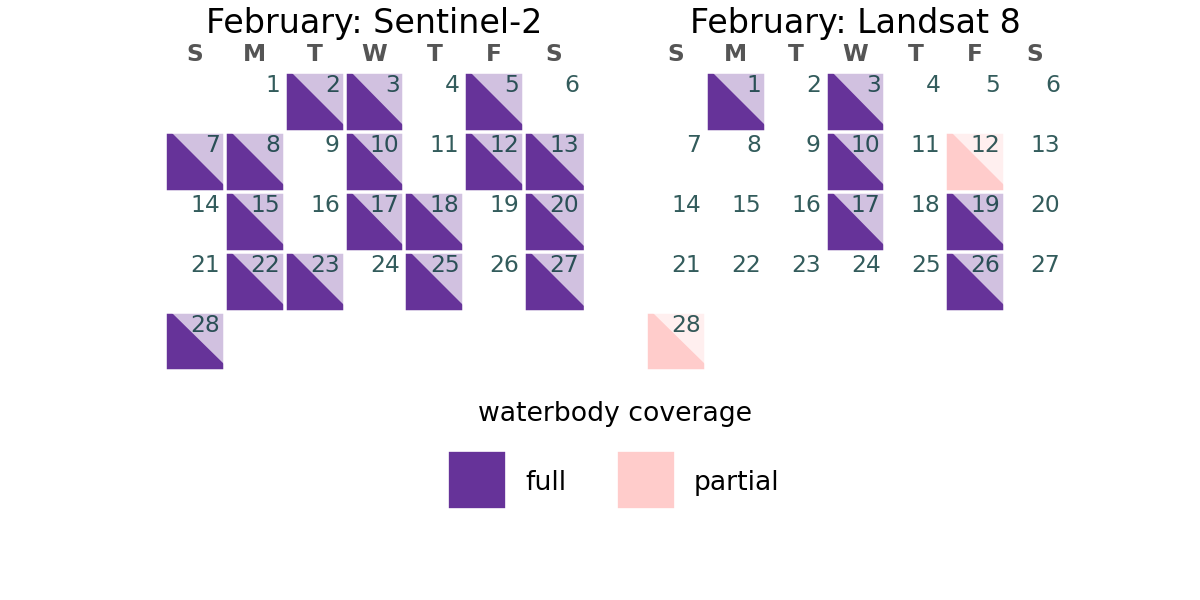 February: Sentinel-2
S M T W T F S
1 2 3 4 5 6
7 8 9 10 11 12 13
14 15 16 17 18 19 20
21 22 23 24 25 26 27
28
February: Landsat 8
S M T W T F S
1 2 3 4 5 6
7 8 9 10 11 12 13
14 15 16 17 18 19 20
21 22 23 24 25 26 27
28
waterbody coverage
full
partial